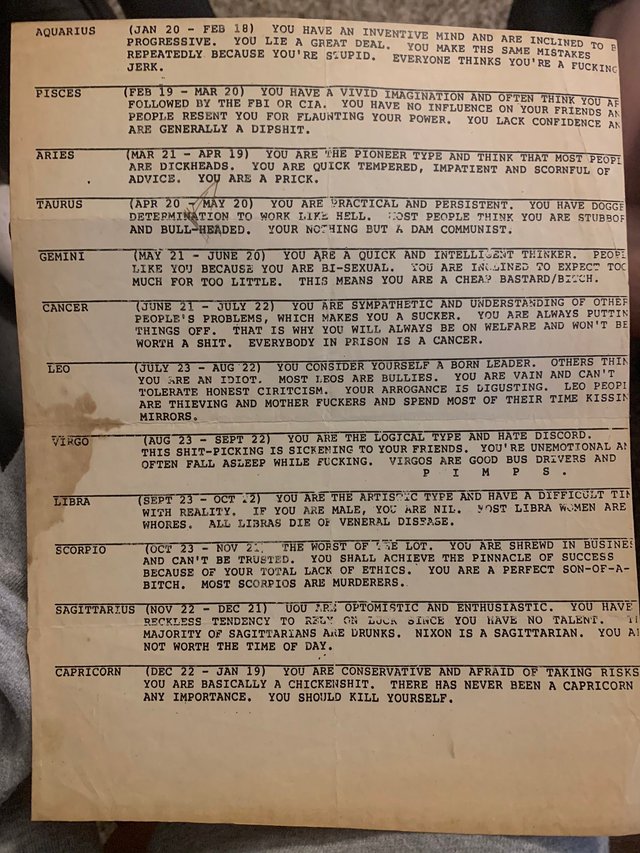 AQUARIUS (JAN 20 - FEB 18) YOU HAVE AN INVENTIVE MIND AND ARE INCLINED TO B
PROGRESSIVE. YOU LIE A GREAT DEAL. YOU MAKE THS SAME MISTAKES
REPEATEDLY BECAUSE YOU'RE STUPID. EVERYONE THINKS YOU'RE A FUCKING
JERK.
PISCES (FEB 19 - MAR 20) YOU HAVE A VIVID IMAGINATION AND OFTEN THINK YOU AR
FOLLOWED BY THE FBI OR CIA. YOU HAVE NO INFLUENCE ON YOUR FRIENDS AN
PEOPLE RESENT YOU FOR FLAUNTING YOUR POWER. YOU LACK CONFIDENCE AN
ARE GENERALLY A DIPSHIT.
ARIES (MAR 21 - APR 19) YOU ARE THE PIONEER TYPE AND THINK THAT MOST PEOPL
ARE DICKHEADS. YOU ARE QUICK TEMPERED, IMPATIENT AND SCORNFUL OF
ADVICE. YOU ARE A PRICK.
TAURUS (APR 20 - MAY 20) YOU ARE PRACTICAL AND PERSISTENT. YOU HAVE DOGGE
DETERMINATION TO WORK LIKE HELL. MOST PEOPLE THINK YOU ARE STUBBOR
AND BULL-HEADED. YOUR NOTHING BUT A DAM COMMUNIST.
GEMINI (MAY 21 - JUNE 20) YOU ARE A QUICK AND INTELLIGENT THINKER. PEOPL
LIKE YOU BECAUSE YOU ARE BI-SEXUAL. YOU ARE INCLINED TO EXPECT TOO
MUCH FOR TOO LITTLE. THIS MEANS YOU ARE A CHEAP BASTARD/BITCH.
CANCER (JUNE 21 - JULY 22) YOU ARE SYMPATHETIC AND UNDERSTANDING OF OTHER
PEOPLE'S PROBLEMS, WHICH MAKES YOU A SUCKER. YOU ARE ALWAYS PUTTIN
THINGS OFF. THAT IS WHY YOU WILL ALWAYS BE ON WELFARE AND WON'T BE
WORTH A SHIT. EVERYBODY IN PRISON IS A CANCER.
LEO (JULY 23 - AUG 22) YOU CONSIDER YOURSELF A BORN LEADER. OTHERS THIN
YOU ARE AN IDIOT. MOST LEOS ARE BULLIES. YOU ARE VAIN AND CAN'T
TOLERATE HONEST CIRITCISM. YOUR ARROGANCE IS LIGUSTING. LEO PEOPL
ARE THIEVING AND MOTHER FUCKERS AND SPEND MOST OF THEIR TIME KISSIN
MIRRORS.
VIRGO (AUG 23 - SEPT 22) YOU ARE THE LOGICAL TYPE AND HATE DISCORD.
THIS SHIT-PICKING IS SICKENING TO YOUR FRIENDS. YOU'RE UNEMOTIONAL AN
OFTEN FALL ASLEEP WHILE FUCKING. VIRGOS ARE GOOD BUS DRIVERS AND
P I M P S .
LIBRA (SEPT 23 - OCT 22) YOU ARE THE ARTISTIC TYPE AND HAVE A DIFFICULT TIM
WITH REALITY. IF YOU ARE MALE, YOU ARE NIL. MOST LIBRA WOMEN ARE
WHORES. ALL LIBRAS DIE OF VENERAL DISEASE.
SCORPIO (OCT 23 - NOV 21) THE WORST OF THE LOT. YOU ARE SHREWD IN BUSINES
AND CAN'T BE TRUSTED. YOU SHALL ACHIEVE THE PINNACLE OF SUCCESS
BECAUSE OF YOUR TOTAL LACK OF ETHICS. YOU ARE A PERFECT SON-OF-A-
BITCH. MOST SCORPIOS ARE MURDERERS.
SAGITTARIUS (NOV 22 - DEC 21) UOU ARE OPTOMISTIC AND ENTHUSIASTIC. YOU HAVE
RECKLESS TENDENCY TO RELY ON LUCK SINCE YOU HAVE NO TALENT.
MAJORITY OF SAGITTARIANS ARE DRUNKS. NIXON IS A SAGITTARIAN. YOU A
NOT WORTH THE TIME OF DAY.
CAPRICORN (DEC 22 - JAN 19) YOU ARE CONSERVATIVE AND AFRAID OF TAKING RISKS
YOU ARE BASICALLY A CHICKENSHIT. THERE HAS NEVER BEEN A CAPRICORN
ANY IMPORTANCE. YOU SHOULD KILL YOURSELF.